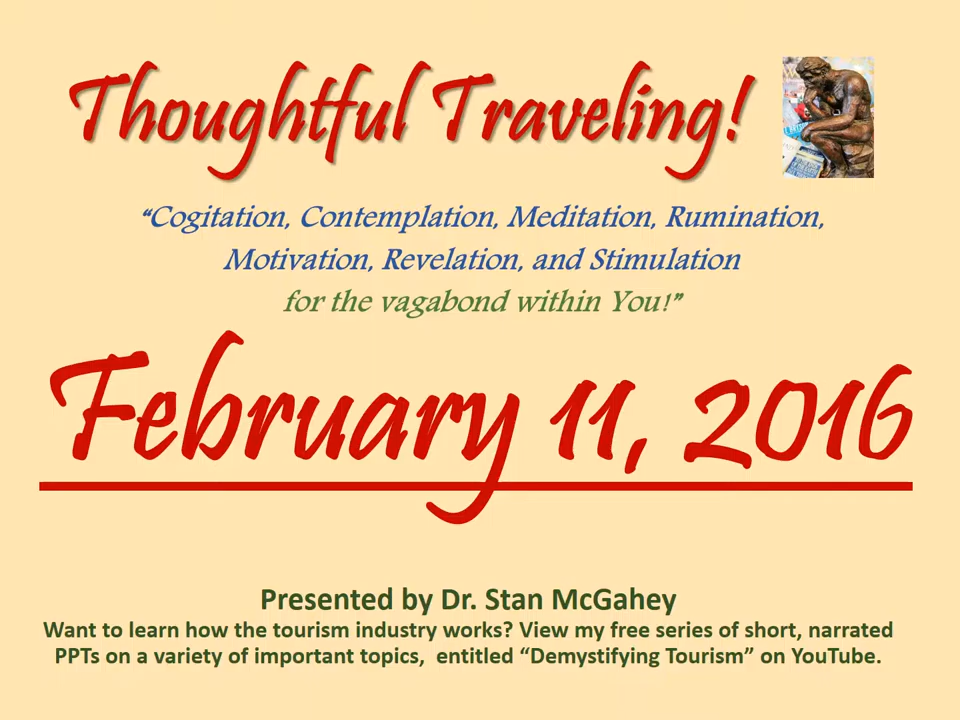 Thoughtful Traveling!
“Cogitation, Contemplation, Meditation, Rumination,
Motivation, Revelation, and Stimulation
for the vagabond within You!”
February 11, 2016
Presented by Dr. Stan McGahey
Want to learn how the tourism industry works? View my free series of short, narrated
PPTs on a variety of important topics,  entitled “Demystifying Tourism” on YouTube.